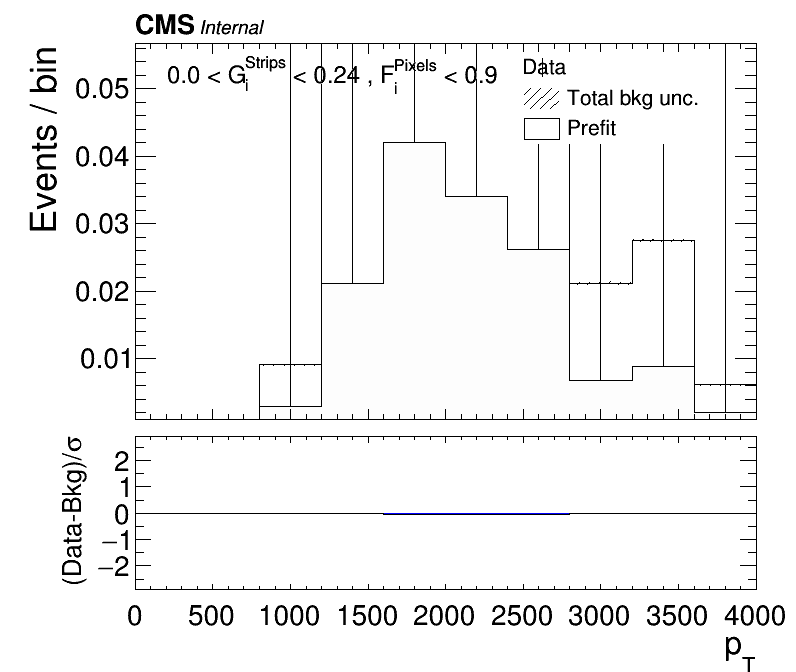 CMS Internal
0.0 < G_i^Strips < 0.24 , F_i^Pixels < 0.9
Data
Total bkg unc.
Prefit
Events / bin
0.05
0.04
0.03
0.02
0.01
(Data-Bkg)/σ
2
1
0
−1
−2
0 500 1000 1500 2000 2500 3000 3500 4000
p_T